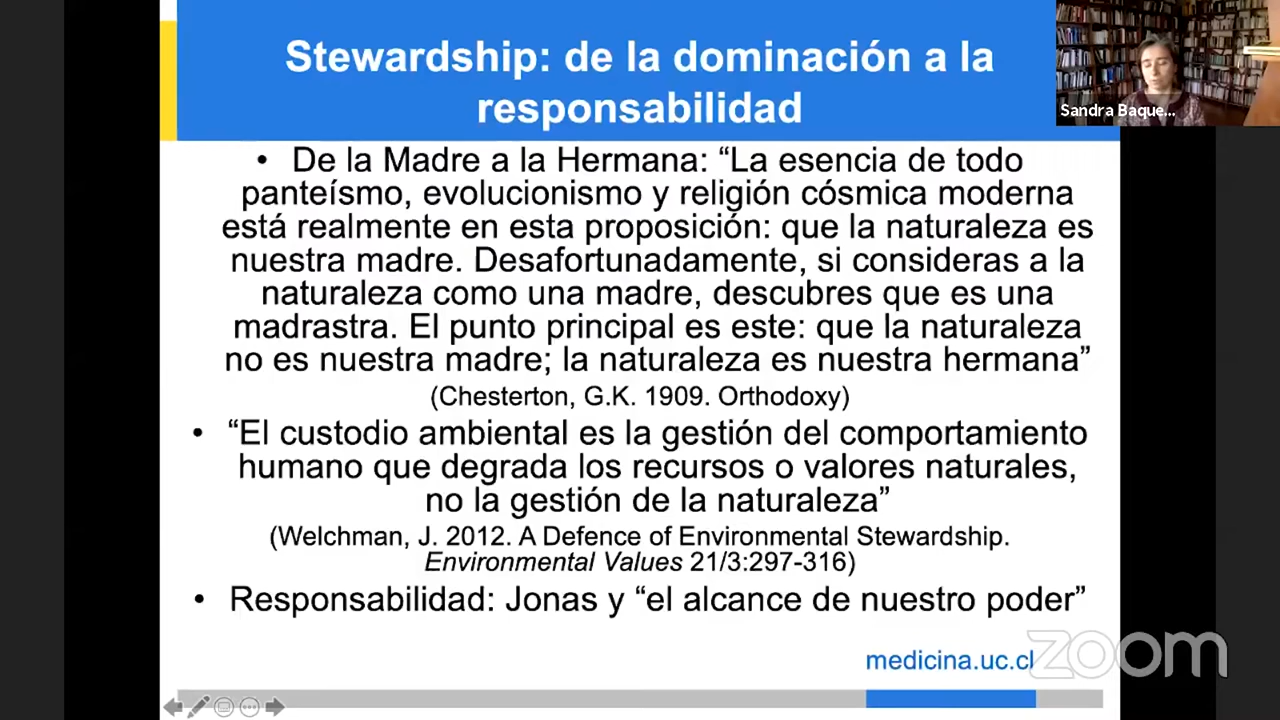 Stewardship: de la dominación a la
responsabilidad
Sandra Baque...
• De la Madre a la Hermana: “La esencia de todo
panteísmo, evolucionismo y religión cósmica moderna
está realmente en esta proposición: que la naturaleza es
nuestra madre. Desafortunadamente, si consideras a la
naturaleza como una madre, descubres que es una
madrastra. El punto principal es este: que la naturaleza
no es nuestra madre; la naturaleza es nuestra hermana”
(Chesterton, G.K. 1909. Orthodoxy)
• “El custodio ambiental es la gestión del comportamiento
humano que degrada los recursos o valores naturales,
no la gestión de la naturaleza”
(Welchman, J. 2012. A Defence of Environmental Stewardship.
Environmental Values 21/3:297-316)
• Responsabilidad: Jonas y “el alcance de nuestro poder”
medicina.uc.cl
zoom